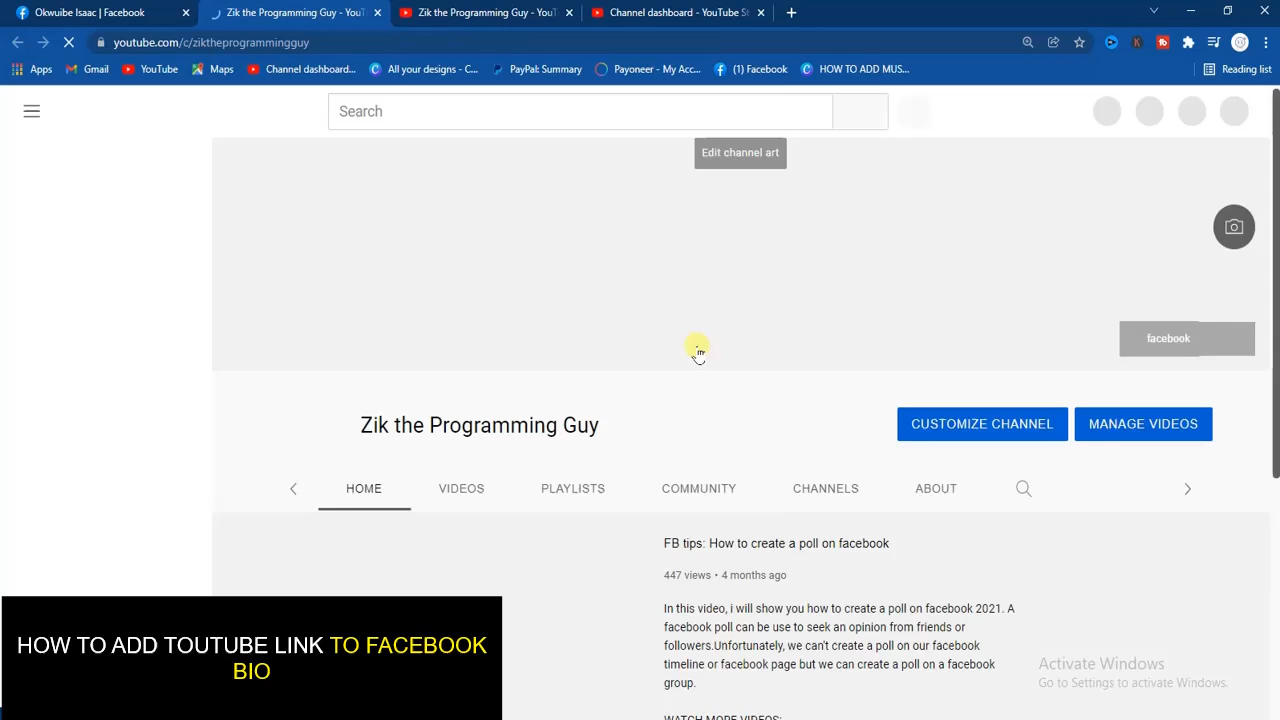 Okwuibe Isaac | Facebook
Zik the Programming Guy - YouT
Zik the Programming Guy - YouT
Channel dashboard - YouTube St
youtube.com/c/ziktheprogrammingguy
Apps
Gmail
YouTube
Maps
Channel dashboard...
All your designs - C...
PayPal: Summary
Payoneer - My Acc...
(1) Facebook
HOW TO ADD MUS...
Reading list
Search
Edit channel art
facebook
Zik the Programming Guy
CUSTOMIZE CHANNEL
MANAGE VIDEOS
HOME
VIDEOS
PLAYLISTS
COMMUNITY
CHANNELS
ABOUT
FB tips: How to create a poll on facebook
447 views • 4 months ago
In this video, i will show you how to create a poll on facebook 2021. A
facebook poll can be use to seek an opinion from friends or
followers.Unfortunately, we can't create a poll on our facebook
timeline or facebook page but we can create a poll on a facebook
group.
WATCH MORE VIDEOS:
HOW TO ADD TOUTUBE LINK TO FACEBOOK
BIO
Activate Windows
Go to Settings to activate Windows.